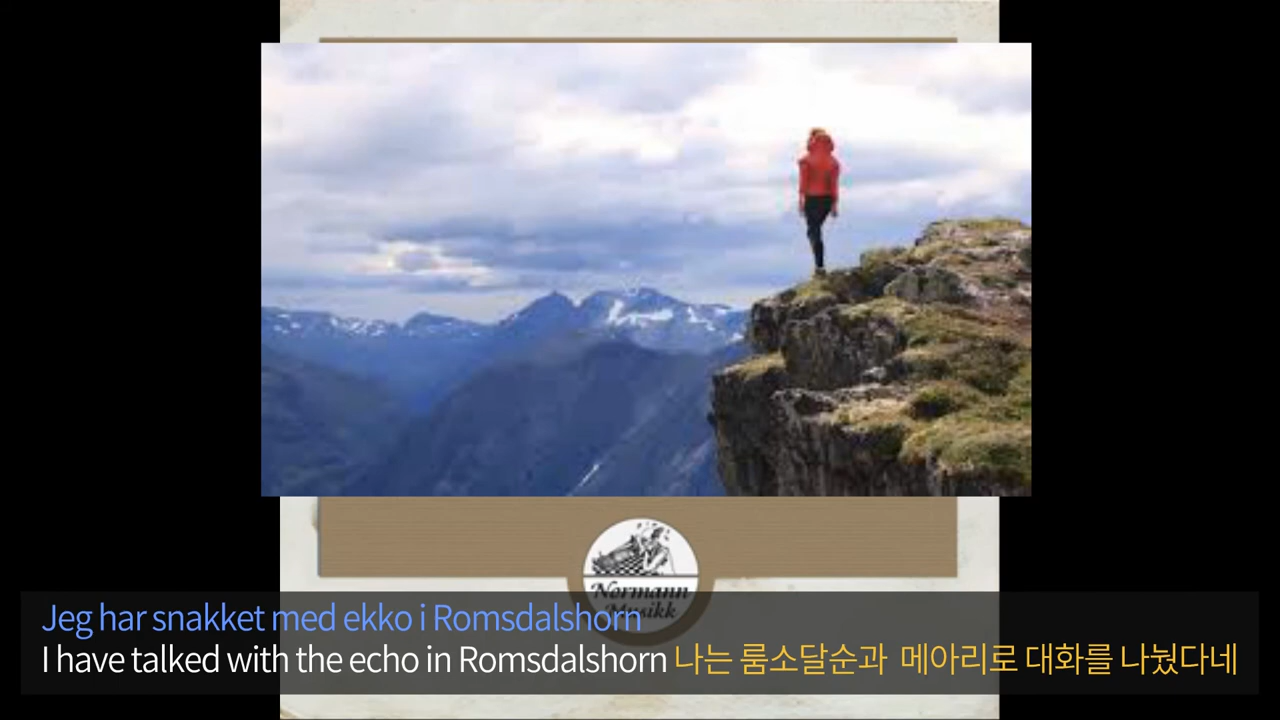 Normann
Musikk
Jeg har snakket med ekko i Romsdalshorn
I have talked with the echo in Romsdalshorn 나는 룸소달순과 메아리로 대화를 나눴다네